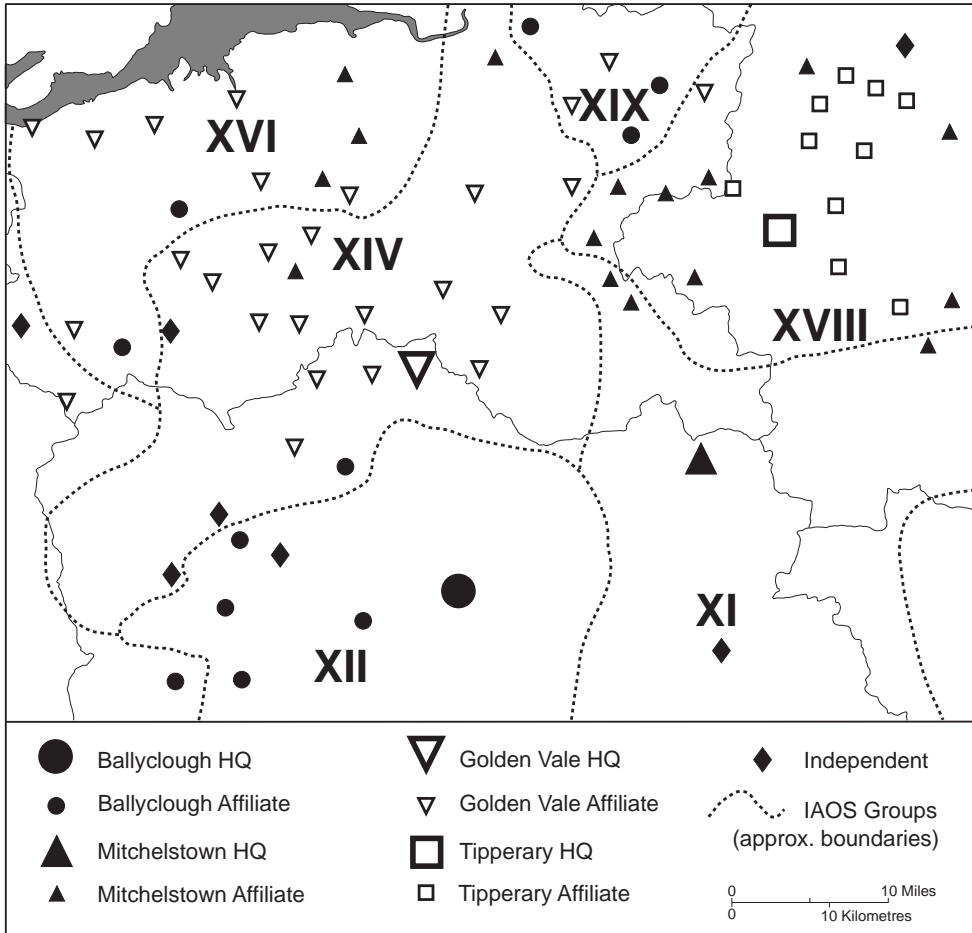 XIX
XVI
XIV
XVIII
XI
XII
Ballyclough HQ
Ballyclough Affiliate
Mitchelstown HQ
Mitchelstown Affiliate
Golden Vale HQ
Golden Vale Affiliate
Tipperary HQ
Tipperary Affiliate
Independent
IAOS Groups
(approx. boundaries)
0 10 Miles
0 10 Kilometres